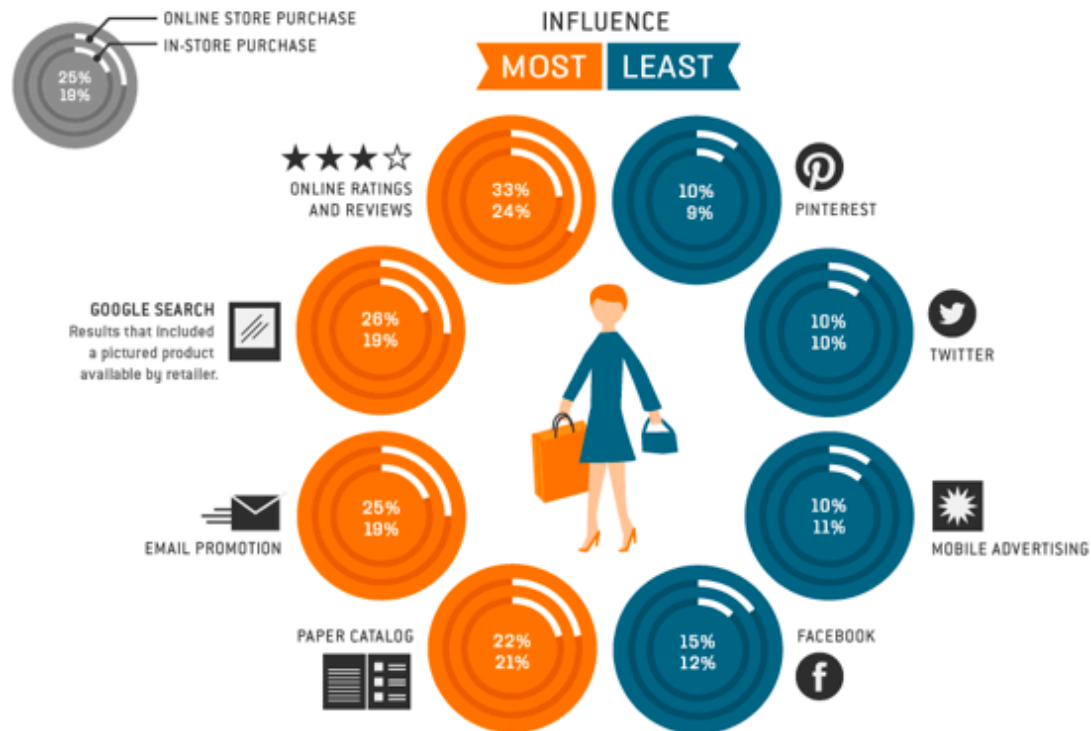 ONLINE STORE PURCHASE
IN-STORE PURCHASE
25%
19%
INFLUENCE
MOST LEAST
ONLINE RATINGS
AND REVIEWS
33%
24%
10%
9%
PINTEREST
GOOGLE SEARCH
Results that included
a pictured product
available by retailer.
26%
19%
10%
10%
TWITTER
EMAIL PROMOTION
25%
19%
10%
11%
MOBILE ADVERTISING
PAPER CATALOG
22%
21%
15%
12%
FACEBOOK